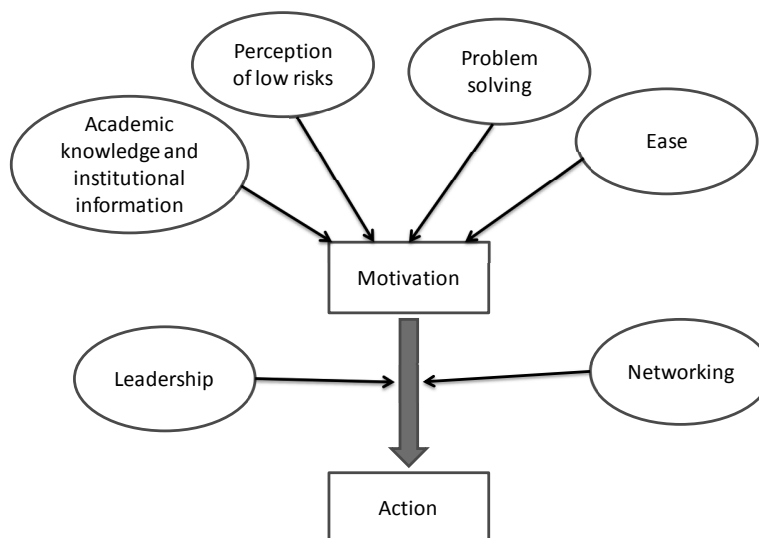 Perception
of low risks
Problem
solving
Academic
knowledge and
institutional
information
Ease
Motivation
Leadership
Networking
Action